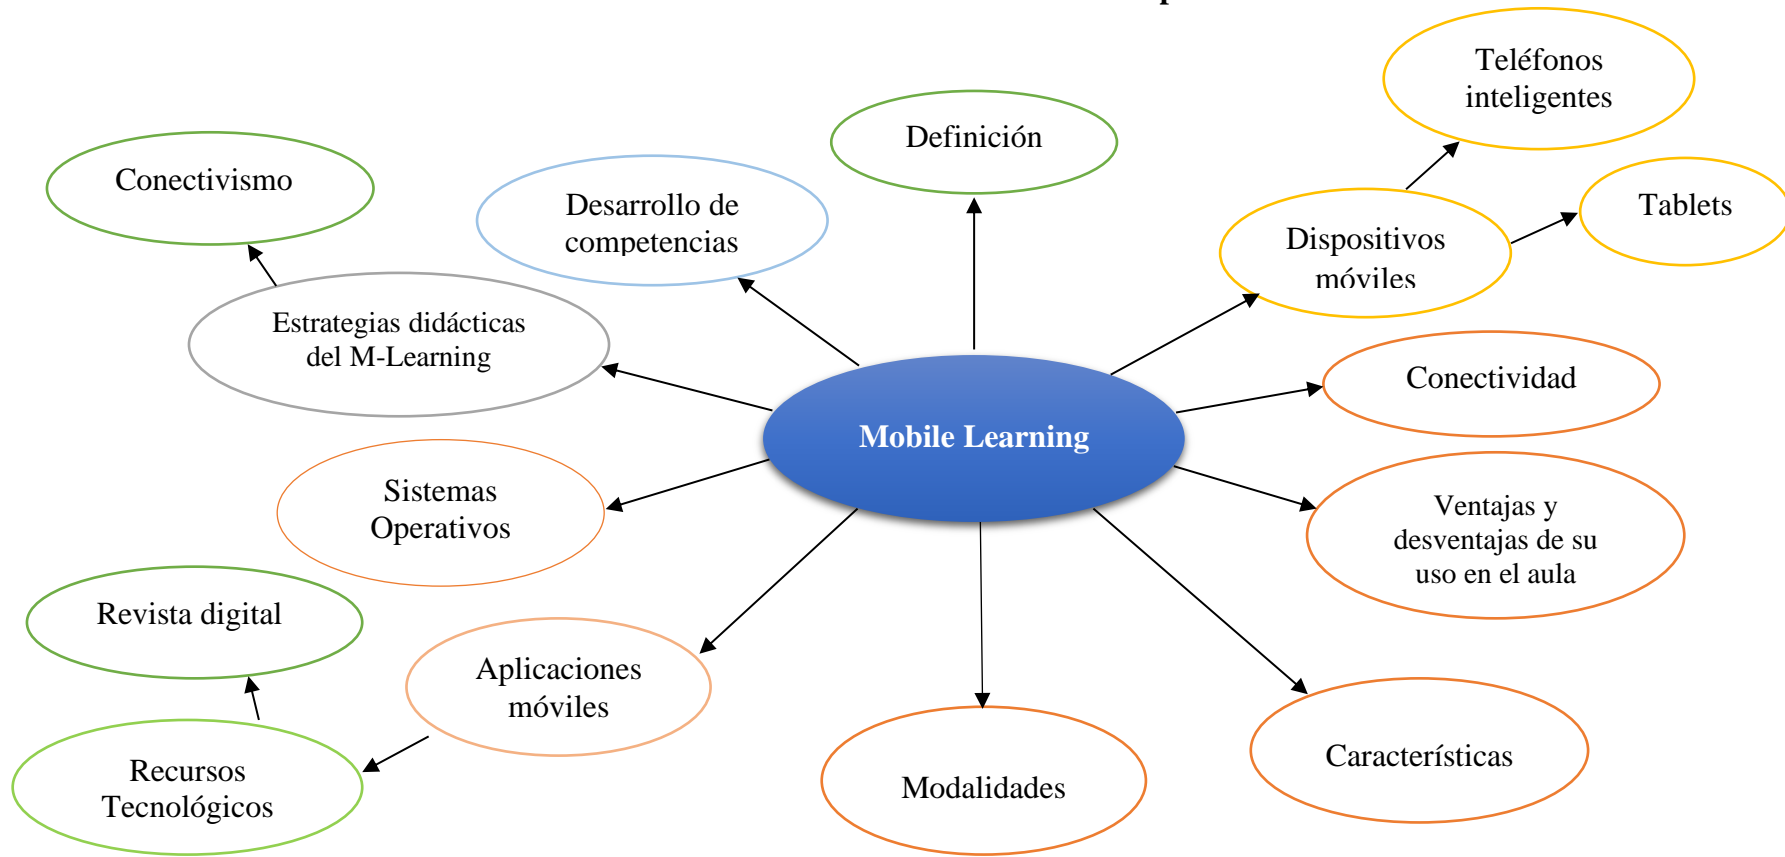 Teléfonos
inteligentes
Definición
Conectivismo
Desarrollo de
competencias
Tablets
Dispositivos
móviles
Estrategias didácticas
del M-Learning
Conectividad
Mobile Learning
Sistemas
Operativos
Ventajas y
desventajas de su
uso en el aula
Revista digital
Aplicaciones
móviles
Características
Recursos
Tecnológicos
Modalidades